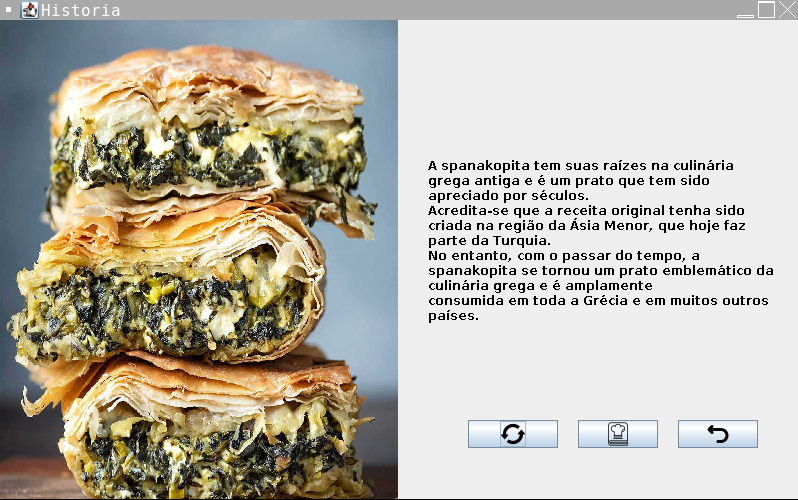 Historia
A spanakopita tem suas raízes na culinária
grega antiga e é um prato que tem sido
apreciado por séculos.
Acredita-se que a receita original tenha sido
criada na região da Ásia Menor, que hoje faz
parte da Turquia.
No entanto, com o passar do tempo, a
spanakopita se tornou um prato emblemático da
culinária grega e é amplamente
consumida em toda a Grécia e em muitos outros
países.